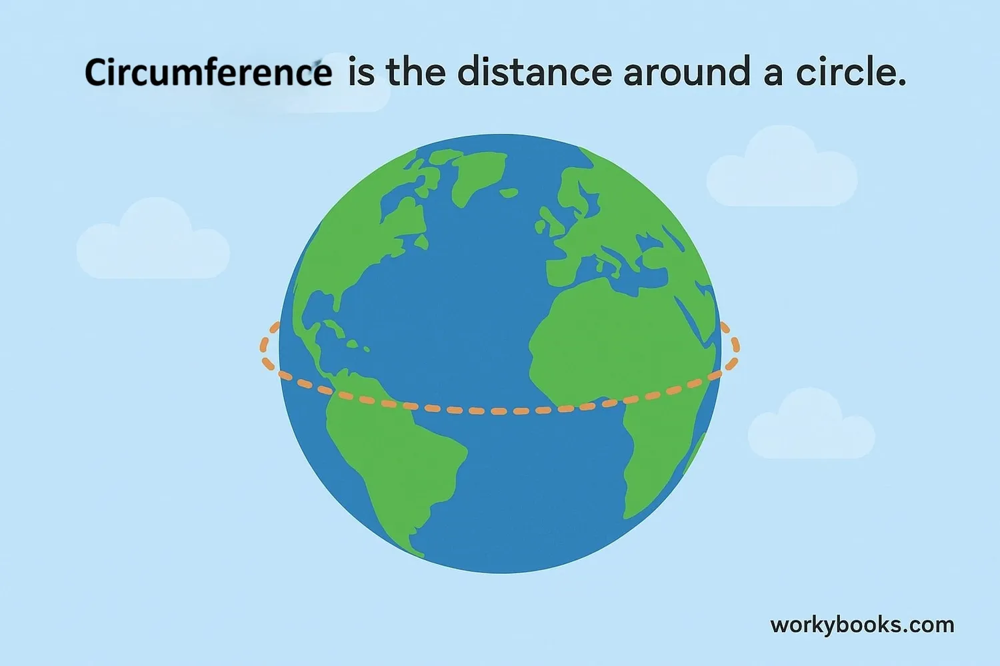 Circumference is the distance around a circle.
workybooks.com